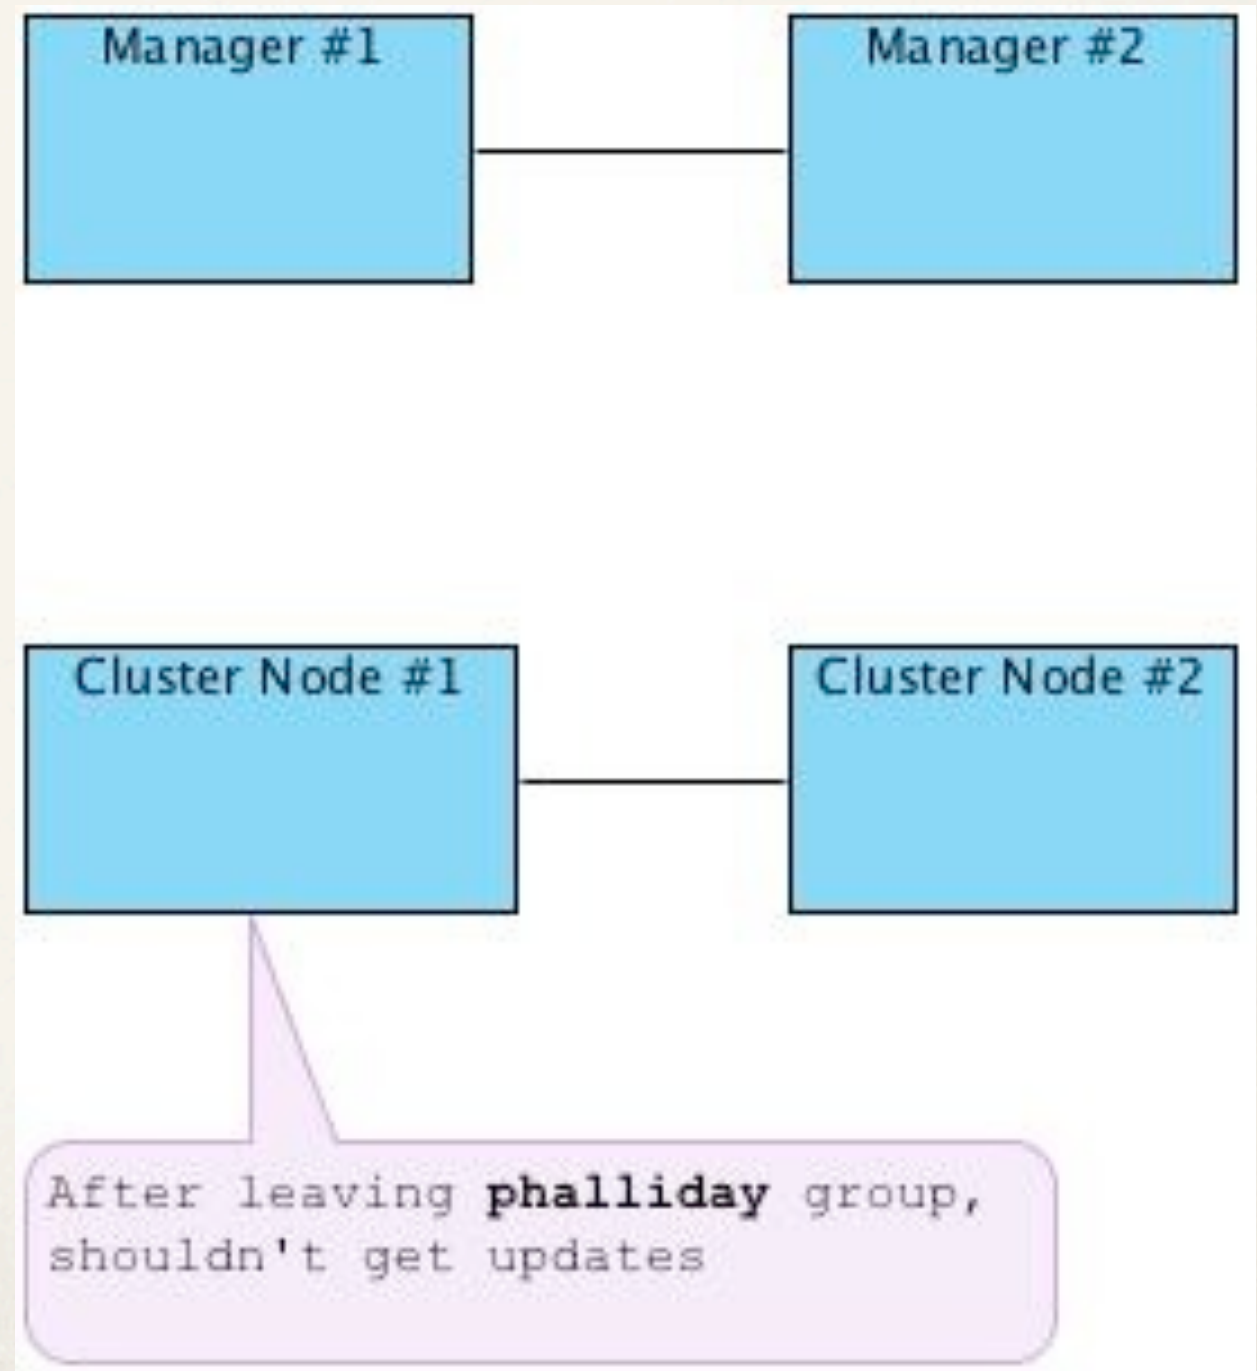 Manager #1
Manager #2
Cluster Node #1
Cluster Node #2
After leaving phalliday group,
shouldn't get updates